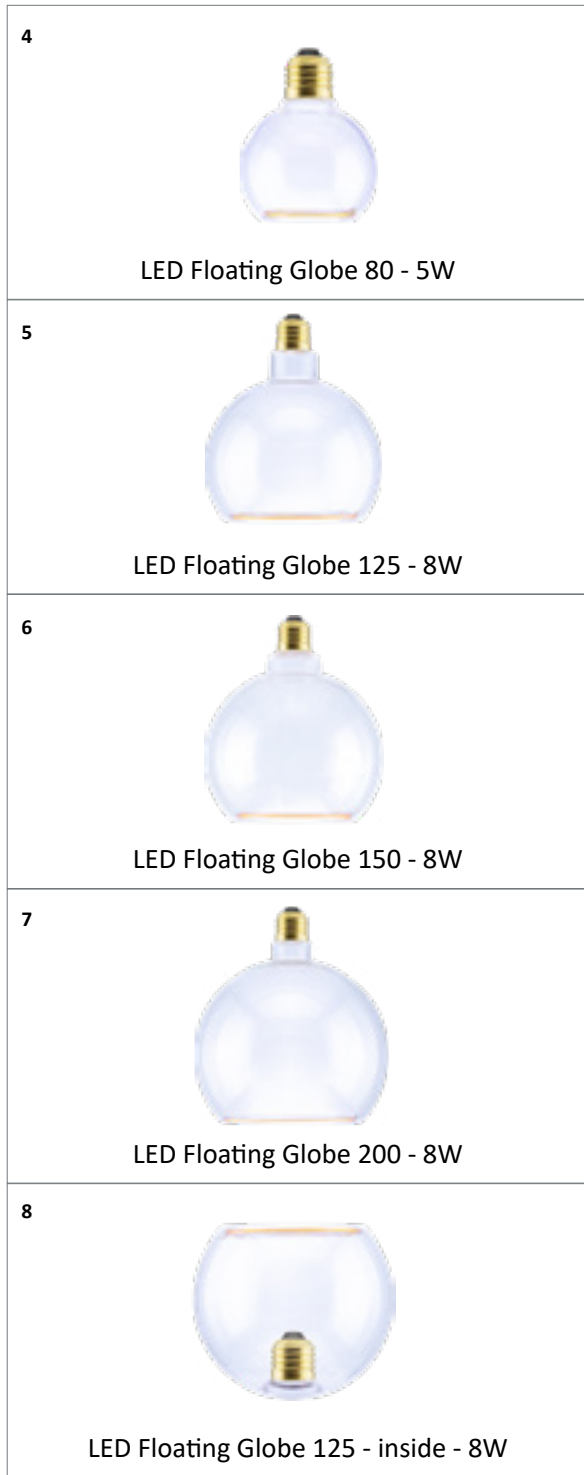 4
LED Floating Globe 80 - 5W
5
LED Floating Globe 125 - 8W
6
LED Floating Globe 150 - 8W
7
LED Floating Globe 200 - 8W
8
LED Floating Globe 125 - inside - 8W